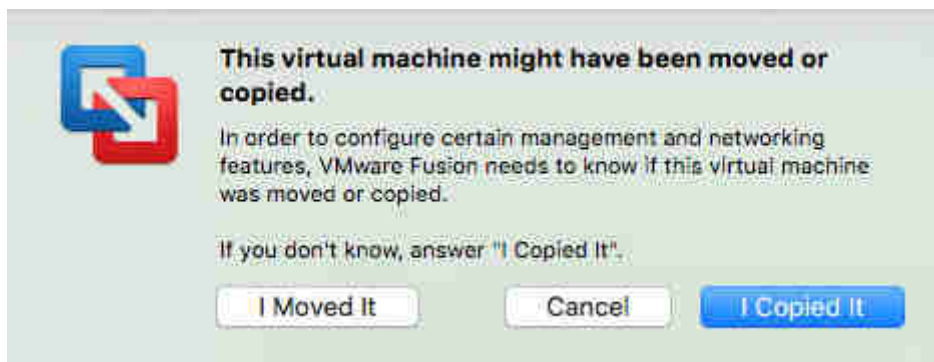 This virtual machine might have been moved or
copied.
In order to configure certain management and networking
features, VMware Fusion needs to know if this virtual machine
was moved or copied.
If you don't know, answer "I Copied It".
I Moved It
Cancel
I Copied It